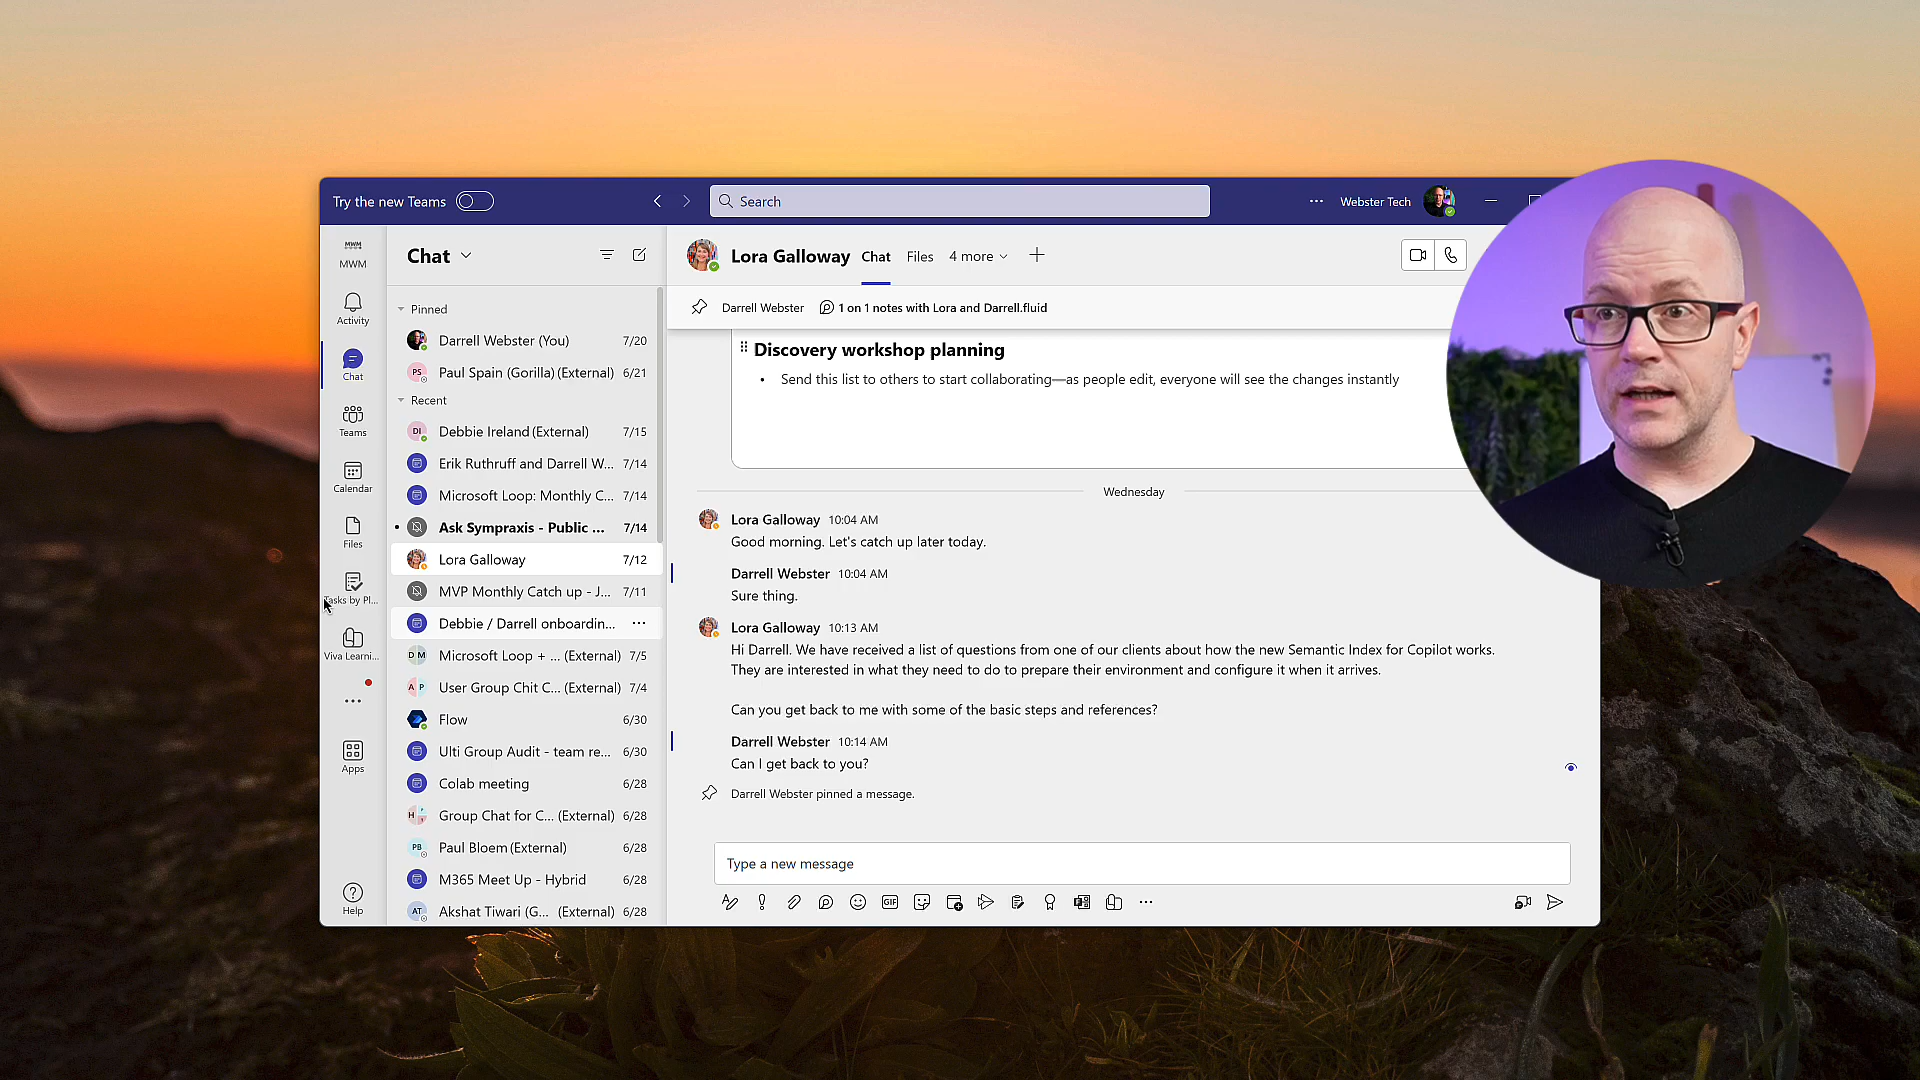 Try the new Teams
Search
Webster Tech
MWM
MWM
Activity
Chat
Teams
Calendar
Files
Tasks by Pl...
Viva Learni...
Apps
Help
Chat
Pinned
Darrell Webster (You) 7/20
PS Paul Spain (Gorilla) (External) 6/21
Recent
DI Debbie Ireland (External) 7/15
Erik Ruthruff and Darrell W... 7/14
Microsoft Loop: Monthly C... 7/14
Ask Sympraxis - Public ... 7/14
Lora Galloway 7/12
MVP Monthly Catch up - J... 7/11
Debbie / Darrell onboardin... ...
D M Microsoft Loop + ... (External) 7/5
A P User Group Chit C... (External) 7/4
Flow 6/30
Ulti Group Audit - team re... 6/30
Colab meeting 6/28
H Group Chat for C... (External) 6/28
PB Paul Bloem (External) 6/28
M365 Meet Up - Hybrid 6/28
AT Akshat Tiwari (G... (External) 6/28
Lora Galloway Chat Files 4 more
Darrell Webster 1 on 1 notes with Lora and Darrell.fluid
Discovery workshop planning
• Send this list to others to start collaborating—as people edit, everyone will see the changes instantly
Wednesday
Lora Galloway 10:04 AM
Good morning. Let's catch up later today.
Darrell Webster 10:04 AM
Sure thing.
Lora Galloway 10:13 AM
Hi Darrell. We have received a list of questions from one of our clients about how the new Semantic Index for Copilot works.
They are interested in what they need to do to prepare their environment and configure it when it arrives.
Can you get back to me with some of the basic steps and references?
Darrell Webster 10:14 AM
Can I get back to you?
Darrell Webster pinned a message.
Type a new message
GIF